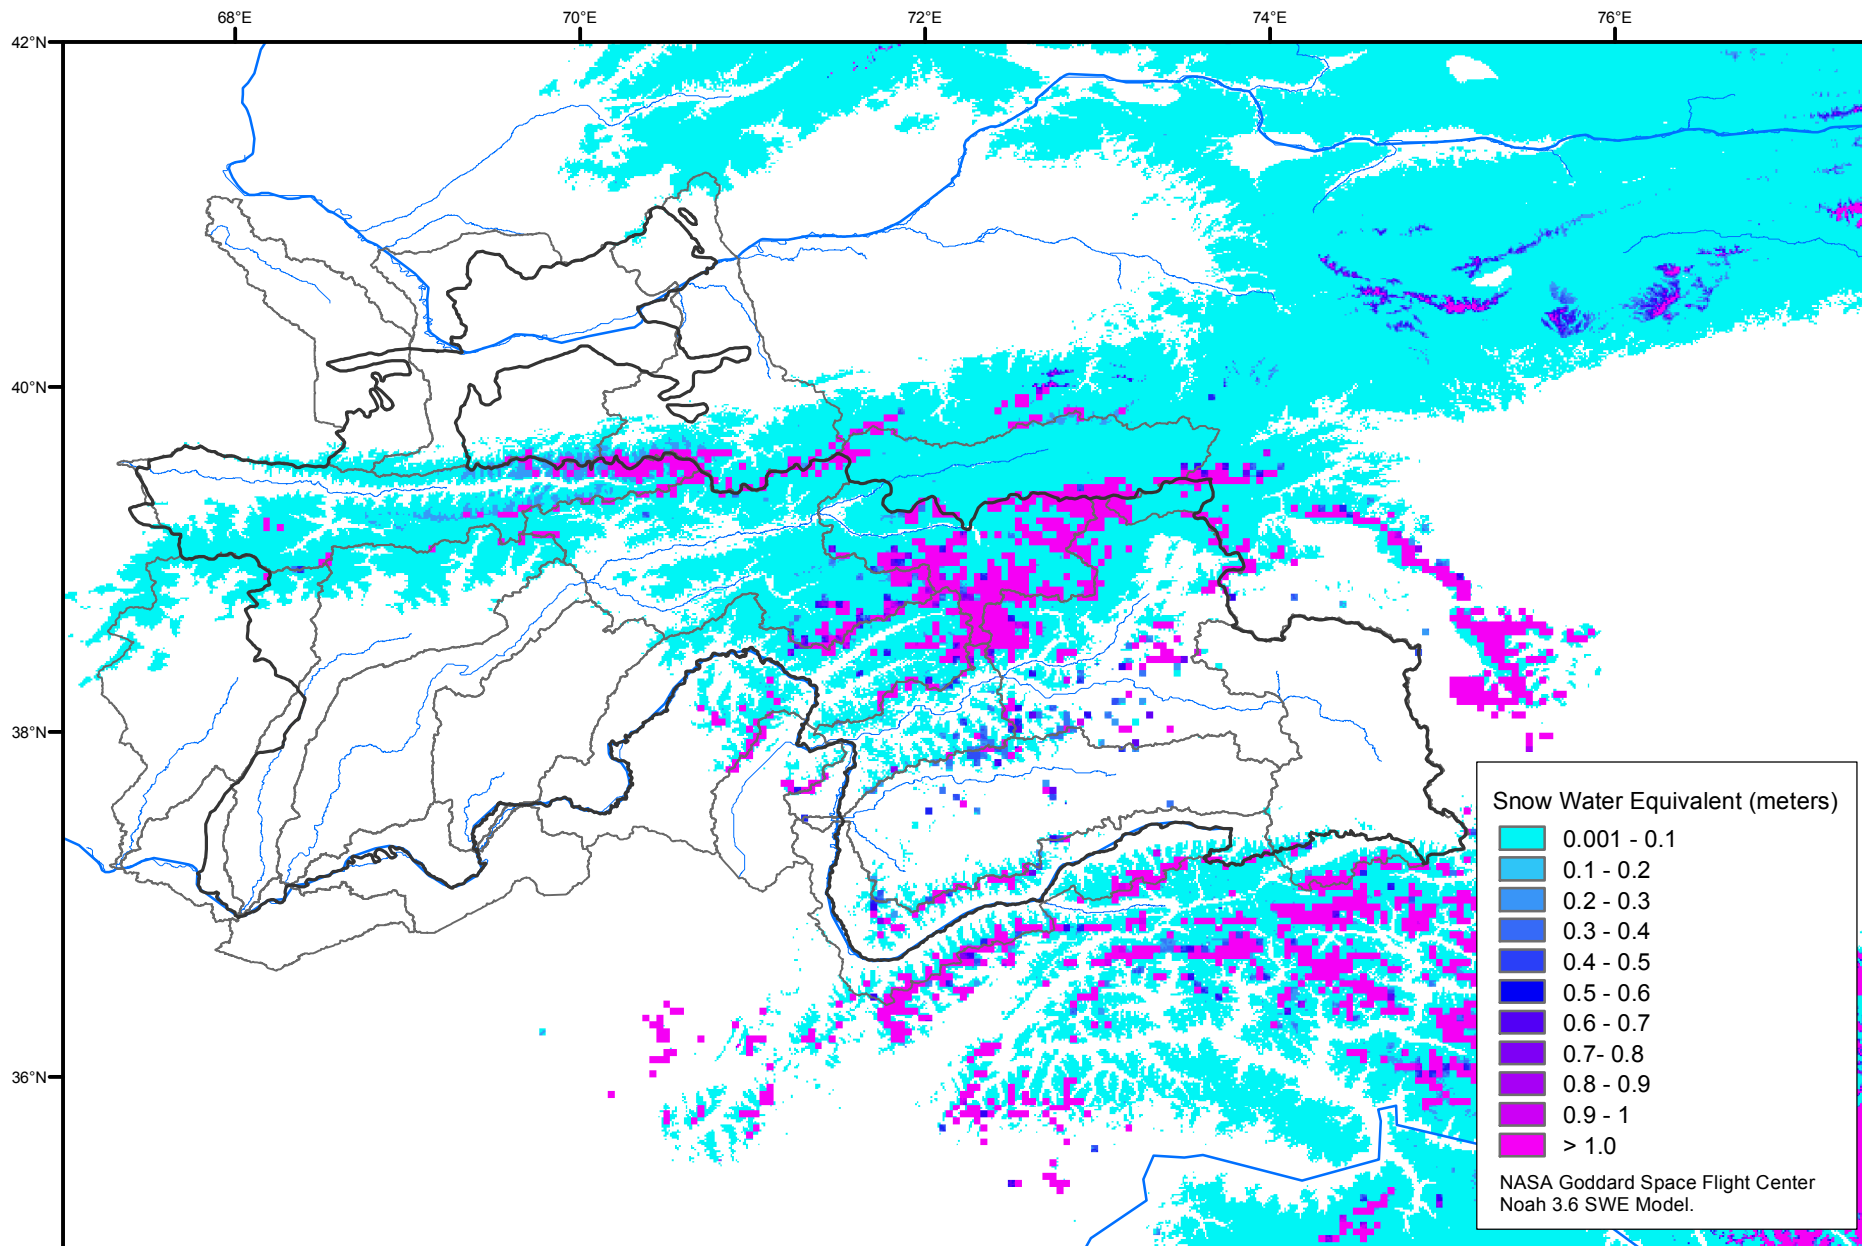 68°E 70°E 72°E 74°E 76°E
42°N
40°N
38°N
36°N
Snow Water Equivalent (meters)
0.001 - 0.1
0.1 - 0.2
0.2 - 0.3
0.3 - 0.4
0.4 - 0.5
0.5 - 0.6
0.6 - 0.7
0.7- 0.8
0.8 - 0.9
0.9 - 1
> 1.0
NASA Goddard Space Flight Center
Noah 3.6 SWE Model.